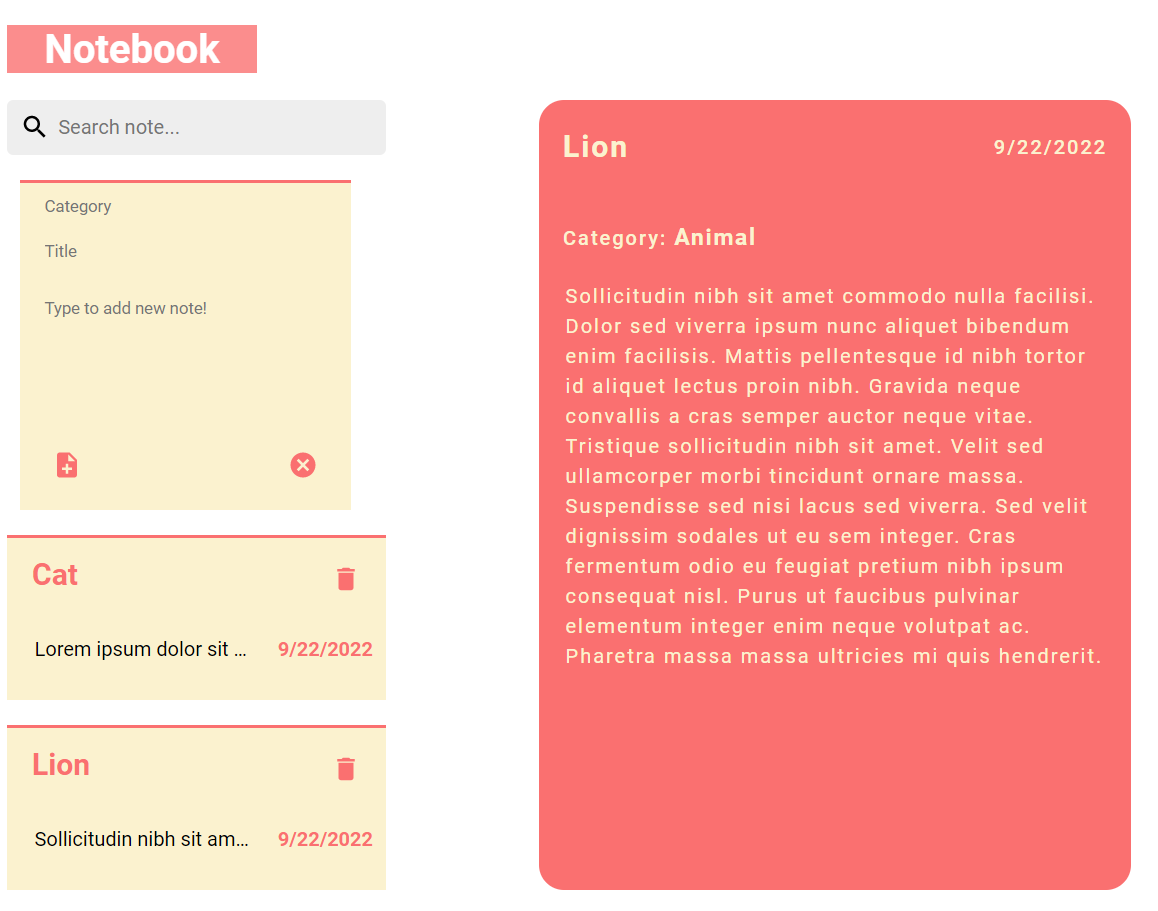 Notebook
Search note...
Category
Title
Type to add new note!
Cat
Lorem ipsum dolor sit ...
9/22/2022
Lion
Sollicitudin nibh sit am...
9/22/2022
Lion
9/22/2022
Category: Animal
Sollicitudin nibh sit amet commodo nulla facilisi.
Dolor sed viverra ipsum nunc aliquet bibendum
enim facilisis. Mattis pellentesque id nibh tortor
id aliquet lectus proin nibh. Gravida neque
convallis a cras semper auctor neque vitae.
Tristique sollicitudin nibh sit amet. Velit sed
ullamcorper morbi tincidunt ornare massa.
Suspendisse sed nisi lacus sed viverra. Sed velit
dignissim sodales ut eu sem integer. Cras
fermentum odio eu feugiat pretium nibh ipsum
consequat nisl. Purus ut faucibus pulvinar
elementum integer enim neque volutpat ac.
Pharetra massa massa ultricies mi quis hendrerit.